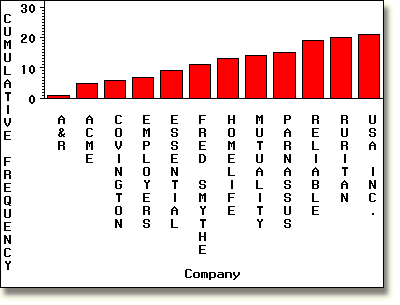 CUMULATIVE FREQUENCY
30
20
10
0
A&R
ACME
COVINGTON
EMPLOYERS
ESSENTIAL
FRED SMYTHE
HOMELIFE
MUTUALITY
PARNASSUS
RELIABLE
RURITAN
USA INC.
Company